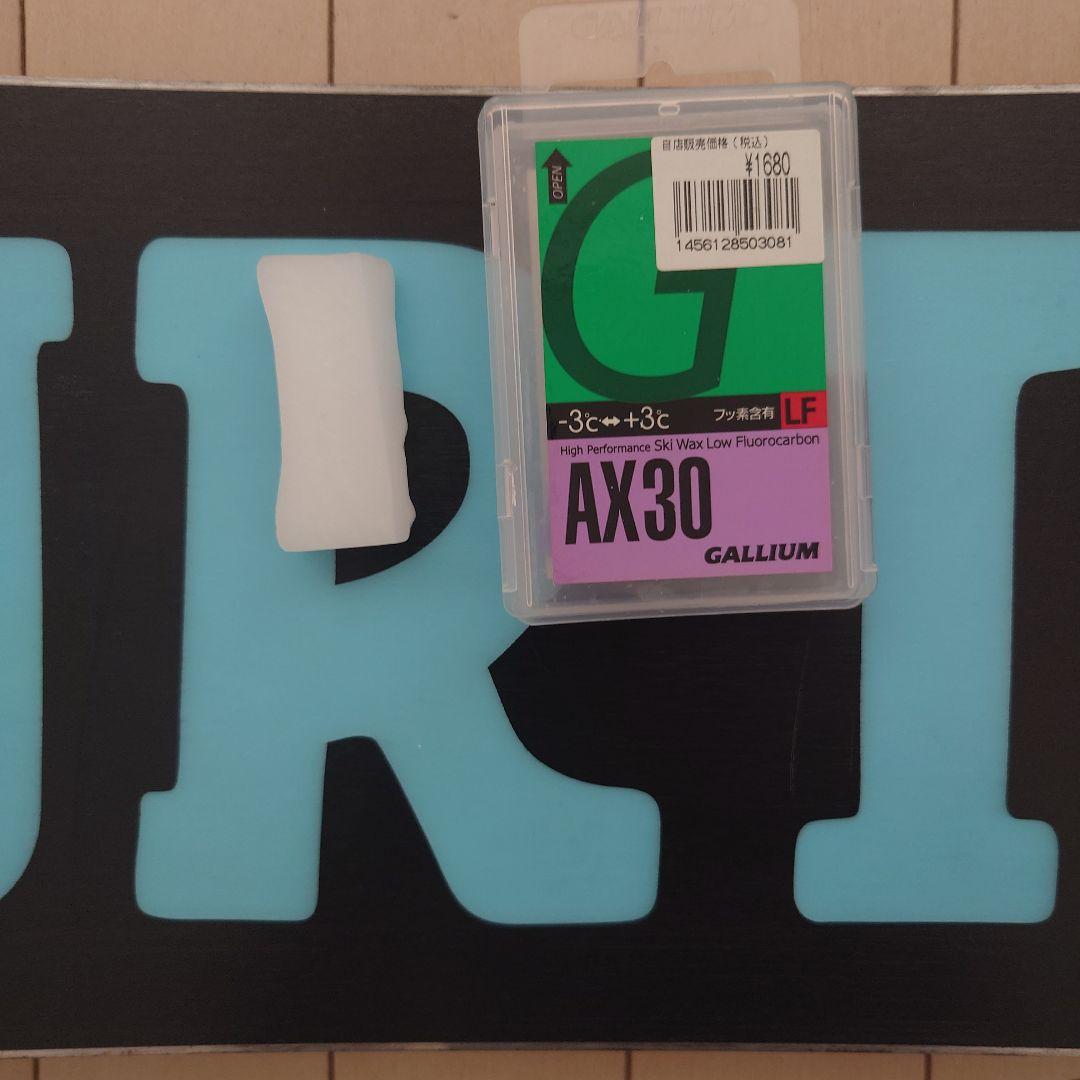 URT
OPEN
G
自店販売価格(税込)
¥1680
1456128503081
-3℃⇔+3℃ フッ素含有 LF
High Performance Ski Wax Low Fluorocarbon
AX30
GALLIUM